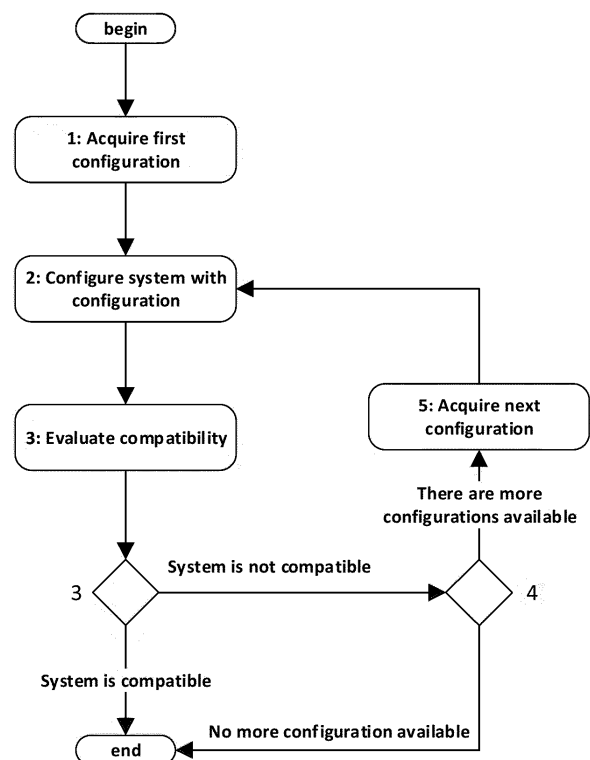 begin
1: Acquire first
configuration
2: Configure system with
configuration
3: Evaluate compatibility
5: Acquire next
configuration
There are more
configurations available
System is not compatible
3
4
System is compatible
No more configuration available
end